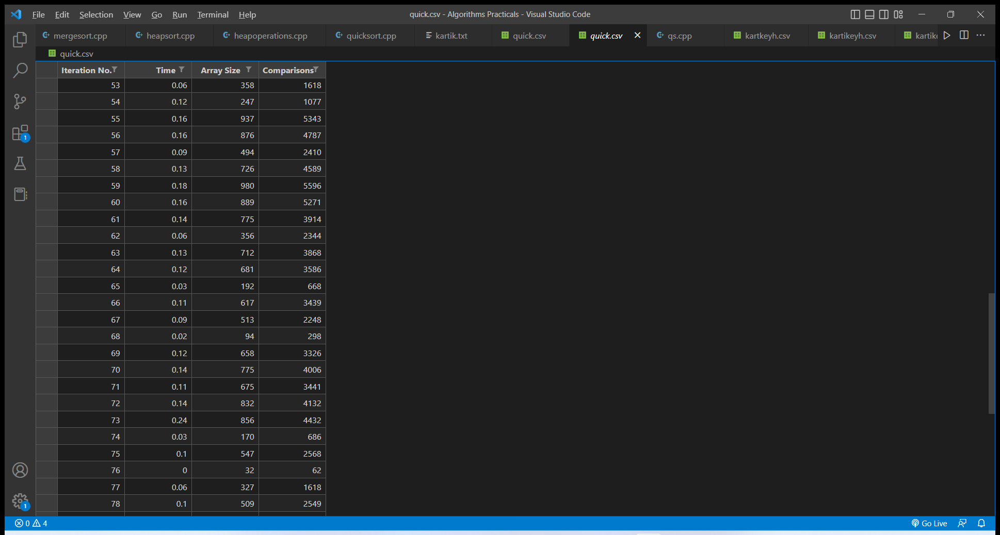 File Edit Selection View Go Run Terminal Help quick.csv - Algorithms Practicals - Visual Studio Code
mergesort.cpp heapsort.cpp heapoperations.cpp quicksort.cpp kartik.txt quick.csv quick.csv qs.cpp kartkeyh.csv kartikeyh.csv kartike
quick.csv
Iteration No. Time Array Size Comparisons
53 0.06 358 1618
54 0.12 247 1077
55 0.16 937 5343
56 0.16 876 4787
57 0.09 494 2410
58 0.13 726 4589
59 0.18 980 5596
60 0.16 889 5271
61 0.14 775 3914
62 0.06 356 2344
63 0.13 712 3868
64 0.12 681 3586
65 0.03 192 668
66 0.11 617 3439
67 0.09 513 2248
68 0.02 94 298
69 0.12 658 3326
70 0.14 775 4006
71 0.11 675 3441
72 0.14 832 4132
73 0.24 856 4432
74 0.03 170 686
75 0.1 547 2568
76 0 32 62
77 0.06 327 1618
78 0.1 509 2549
1
1
0 4 Go Live